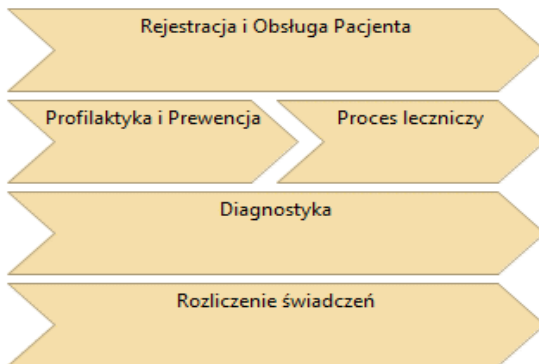 Rejestracja i Obsługa Pacjenta
Profilaktyka i Prewencja
Proces leczniczy
Diagnostyka
Rozliczenie świadczeń